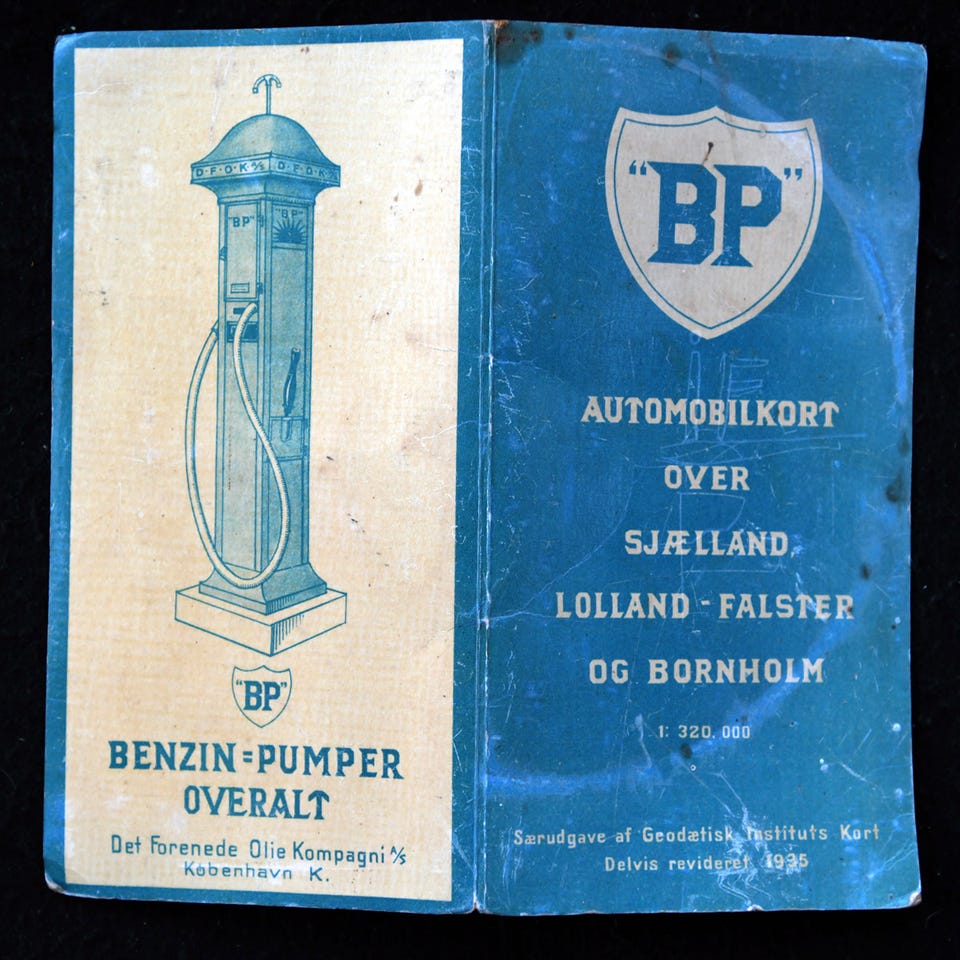 D·F·O·K A/S D·F·O·K A/S
"BP" "BP"
"BP"
BENZIN=PUMPER
OVERALT
Det Forenede Olie Kompagni A/S
København K.
"BP"
AUTOMOBILKORT
OVER
SJÆLLAND,
LOLLAND - FALSTER
OG BORNHOLM
1: 320.000
Særudgave af Geodætisk Instituts Kort
Delvis revideret 1935